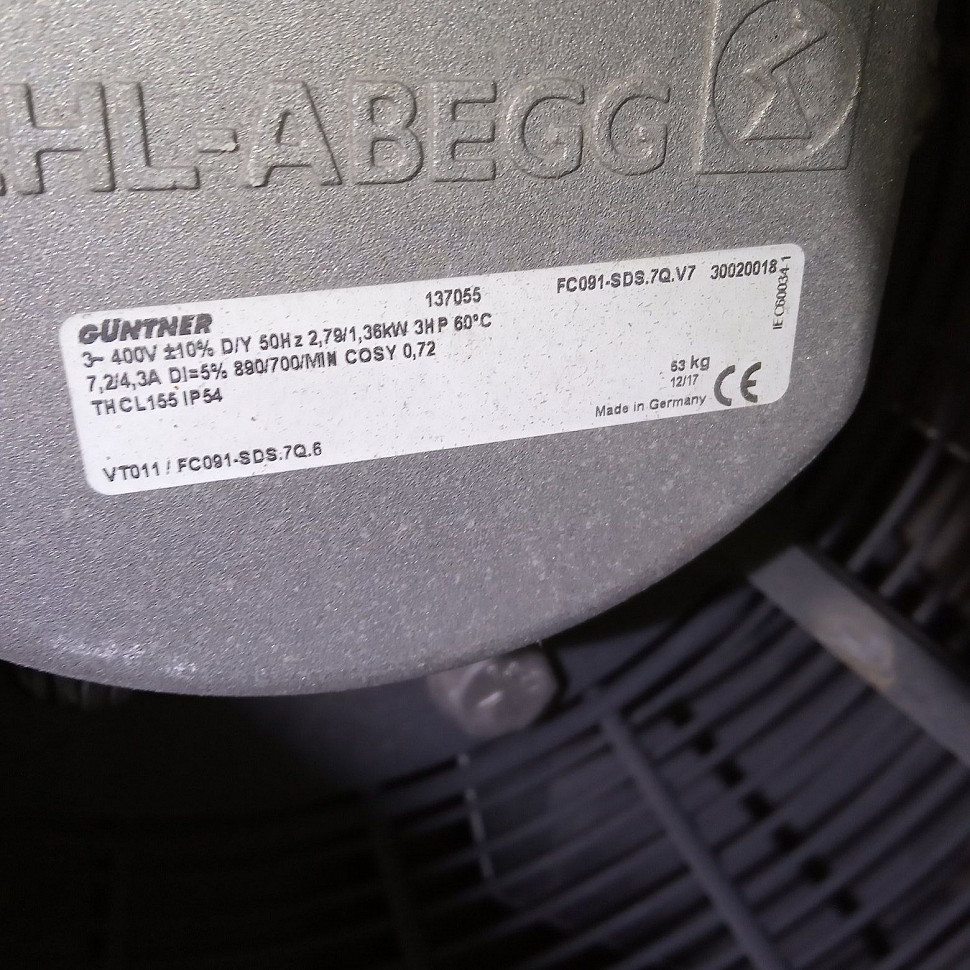 HL-ABEGG
GÜNTNER 137055 FC091-SDS.7Q.V7 30020018
3~ 400V ±10% D/Y 50Hz 2,79/1,36kW 3HP 60°C
7,2/4,3A DI=5% 890/700/MIN COSY 0,72
THCL155 IP54
IEC60034-1
53 kg
12/17
CE
Made in Germany
VT011 / FC091-SDS.7Q.6